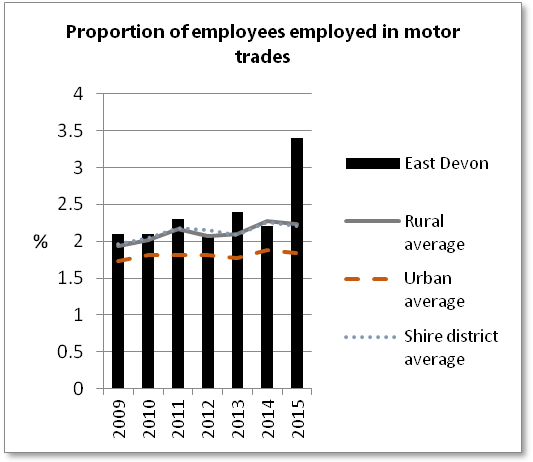 Proportion of employees employed in motor
trades
4
3.5
3
2.5
2
1.5
1
0.5
0
%
2009
2010
2011
2012
2013
2014
2015
East Devon
Rural
average
Urban
average
Shire district
average